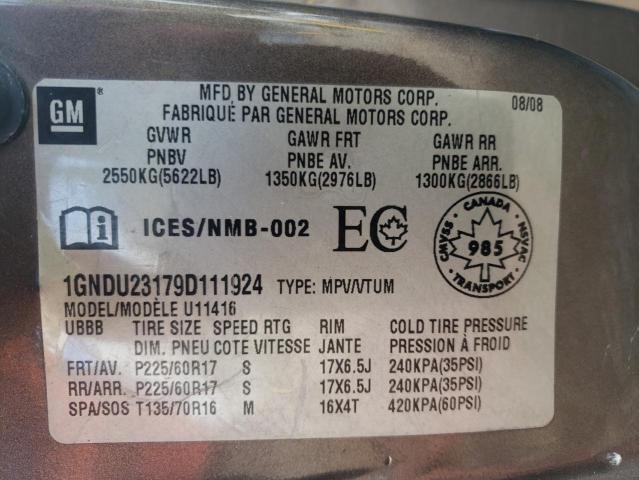 GM ®
MFD BY GENERAL MOTORS CORP. 08/08
FABRIQUÉ PAR GENERAL MOTORS CORP.
GVWR GAWR FRT GAWR RR
PNBV PNBE AV. PNBE ARR.
2550KG(5622LB) 1350KG(2976LB) 1300KG(2866LB)
i ICES/NMB-002 EC CANADA CMVSS NSVAC 985 TRANSPORT
1GNDU23179D111924 TYPE: MPV/VTUM
MODEL/MODÈLE U11416
UBBB TIRE SIZE SPEED RTG RIM COLD TIRE PRESSURE
DIM. PNEU COTE VITESSE JANTE PRESSION À FROID
FRT/AV. P225/60R17 S 17X6.5J 240KPA(35PSI)
RR/ARR. P225/60R17 S 17X6.5J 240KPA(35PSI)
SPA/SOS T135/70R16 M 16X4T 420KPA(60PSI)